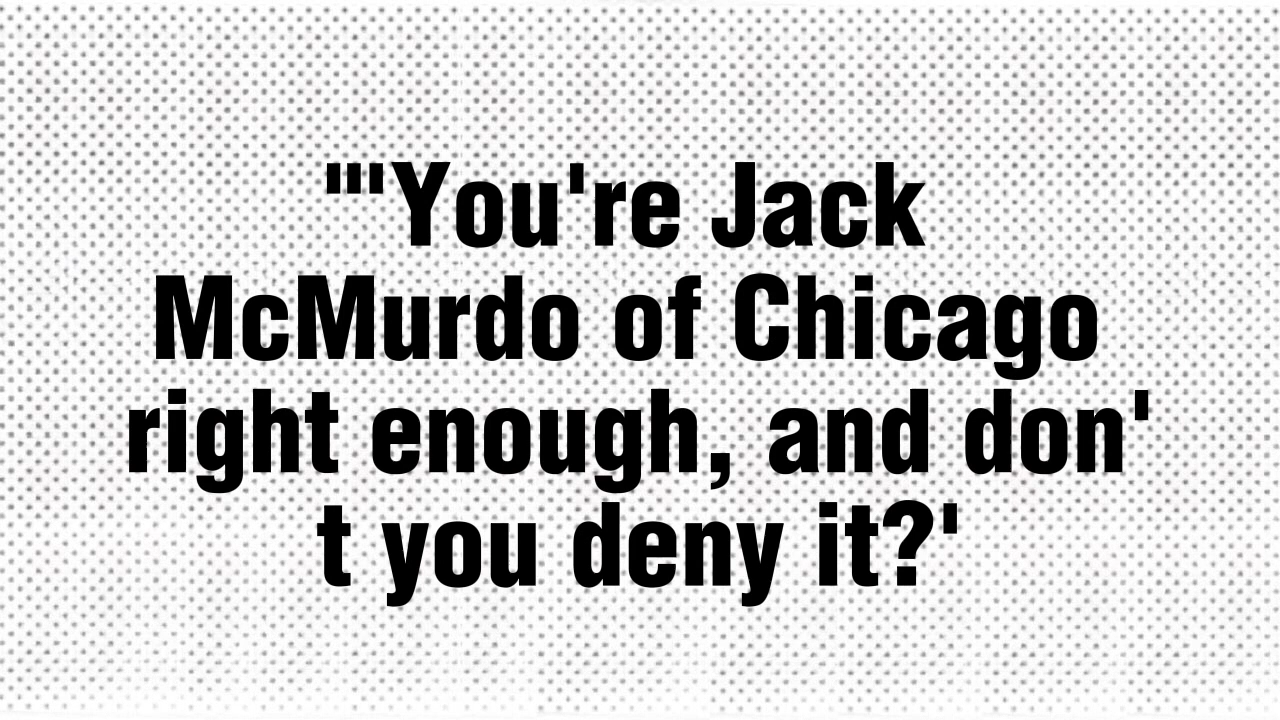 "'You're Jack
McMurdo of Chicago
right enough, and don'
t you deny it?'